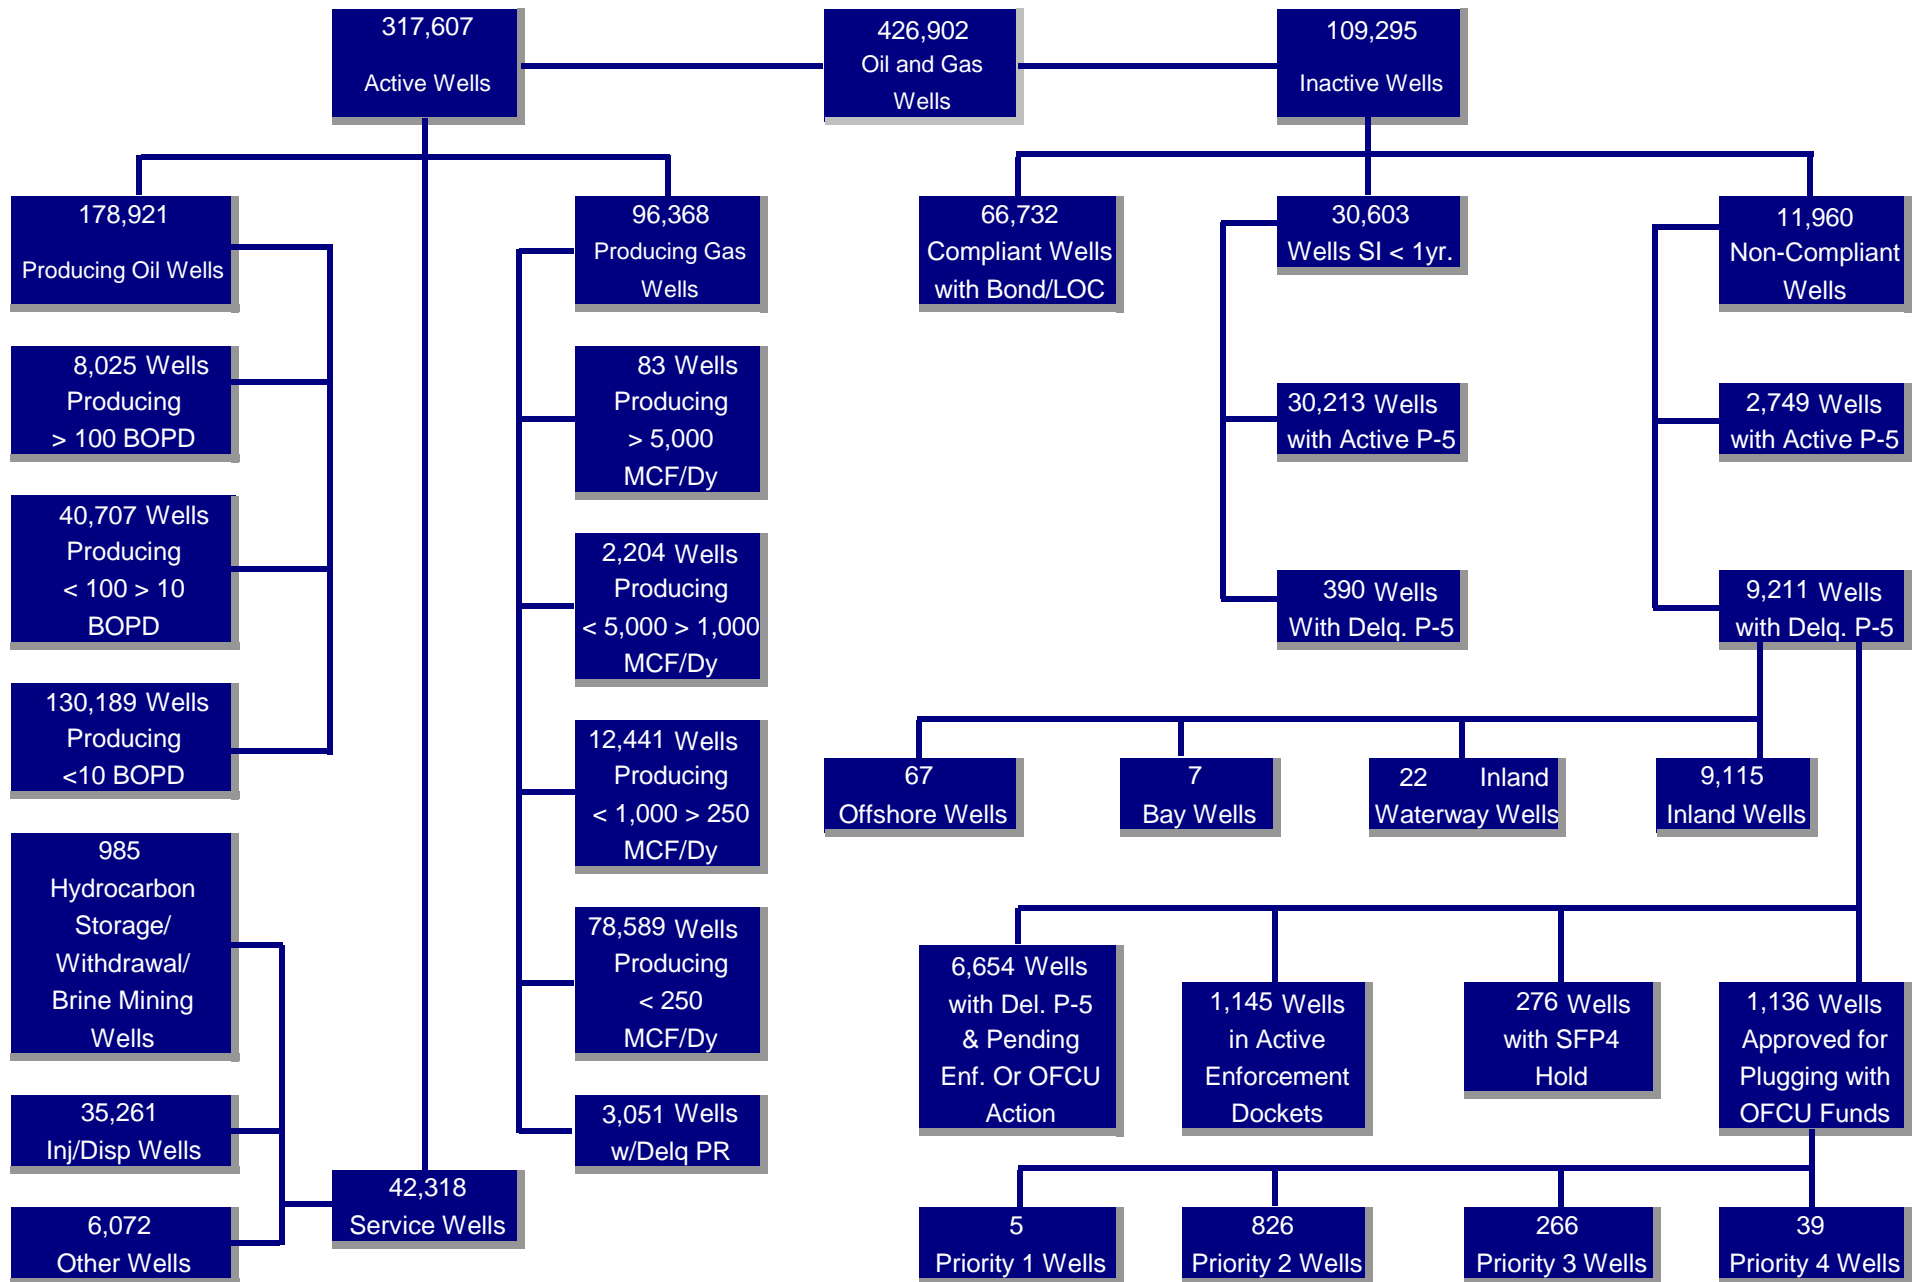 317,607
Active Wells
426,902
Oil and Gas
Wells
109,295
Inactive Wells
178,921
Producing Oil Wells
96,368
Producing Gas
Wells
66,732
Compliant Wells
with Bond/LOC
30,603
Wells SI < 1yr.
11,960
Non-Compliant
Wells
8,025 Wells
Producing
> 100 BOPD
83 Wells
Producing
> 5,000
MCF/Dy
30,213 Wells
with Active P-5
2,749 Wells
with Active P-5
40,707 Wells
Producing
< 100 > 10
BOPD
2,204 Wells
Producing
< 5,000 > 1,000
MCF/Dy
390 Wells
With Delq. P-5
9,211 Wells
with Delq. P-5
130,189 Wells
Producing
<10 BOPD
12,441 Wells
Producing
< 1,000 > 250
MCF/Dy
67
Offshore Wells
7
Bay Wells
22 Inland
Waterway Wells
9,115
Inland Wells
985
Hydrocarbon
Storage/
Withdrawal/
Brine Mining
Wells
78,589 Wells
Producing
< 250
MCF/Dy
6,654 Wells
with Del. P-5
& Pending
Enf. Or OFCU
Action
1,145 Wells
in Active
Enforcement
Dockets
276 Wells
with SFP4
Hold
1,136 Wells
Approved for
Plugging with
OFCU Funds
35,261
Inj/Disp Wells
3,051 Wells
w/Delq PR
42,318
Service Wells
6,072
Other Wells
5
Priority 1 Wells
826
Priority 2 Wells
266
Priority 3 Wells
39
Priority 4 Wells